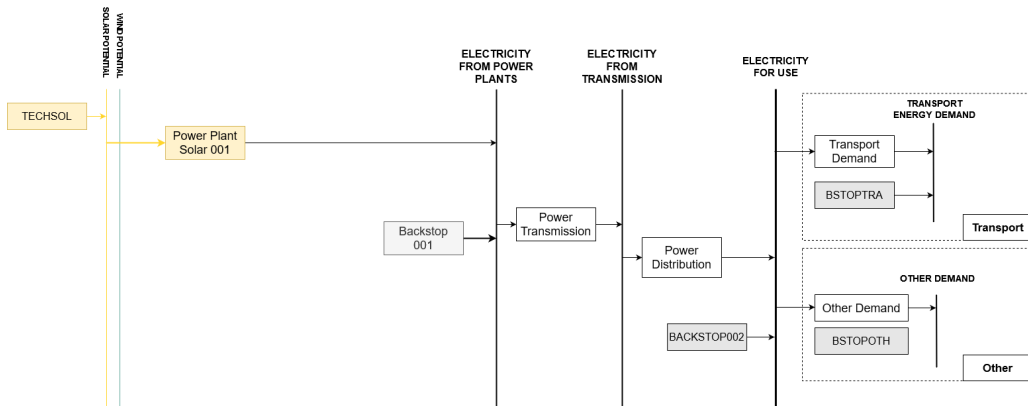 SOLAR POTENTIAL
WIND POTENTIAL
ELECTRICITY
FROM POWER
PLANTS
ELECTRICITY
FROM
TRANSMISSION
ELECTRICITY
FOR USE
TRANSPORT
ENERGY DEMAND
TECHSOL
Power Plant
Solar 001
Transport
Demand
BSTOPTRA
Backstop
001
Power
Transmission
Transport
Power
Distribution
OTHER DEMAND
Other Demand
BACKSTOP002
BSTOPOTH
Other